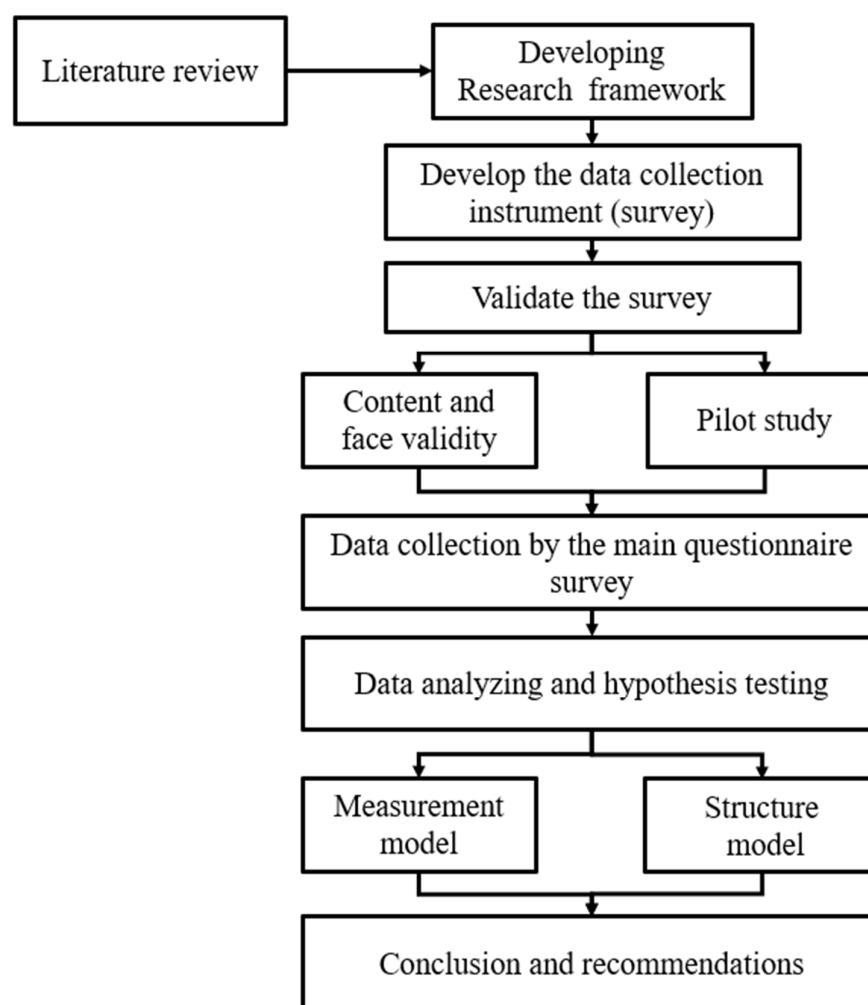 Literature review
Developing
Research framework
Develop the data collection
instrument (survey)
Validate the survey
Content and
face validity
Pilot study
Data collection by the main questionnaire
survey
Data analyzing and hypothesis testing
Measurement
model
Structure
model
Conclusion and recommendations